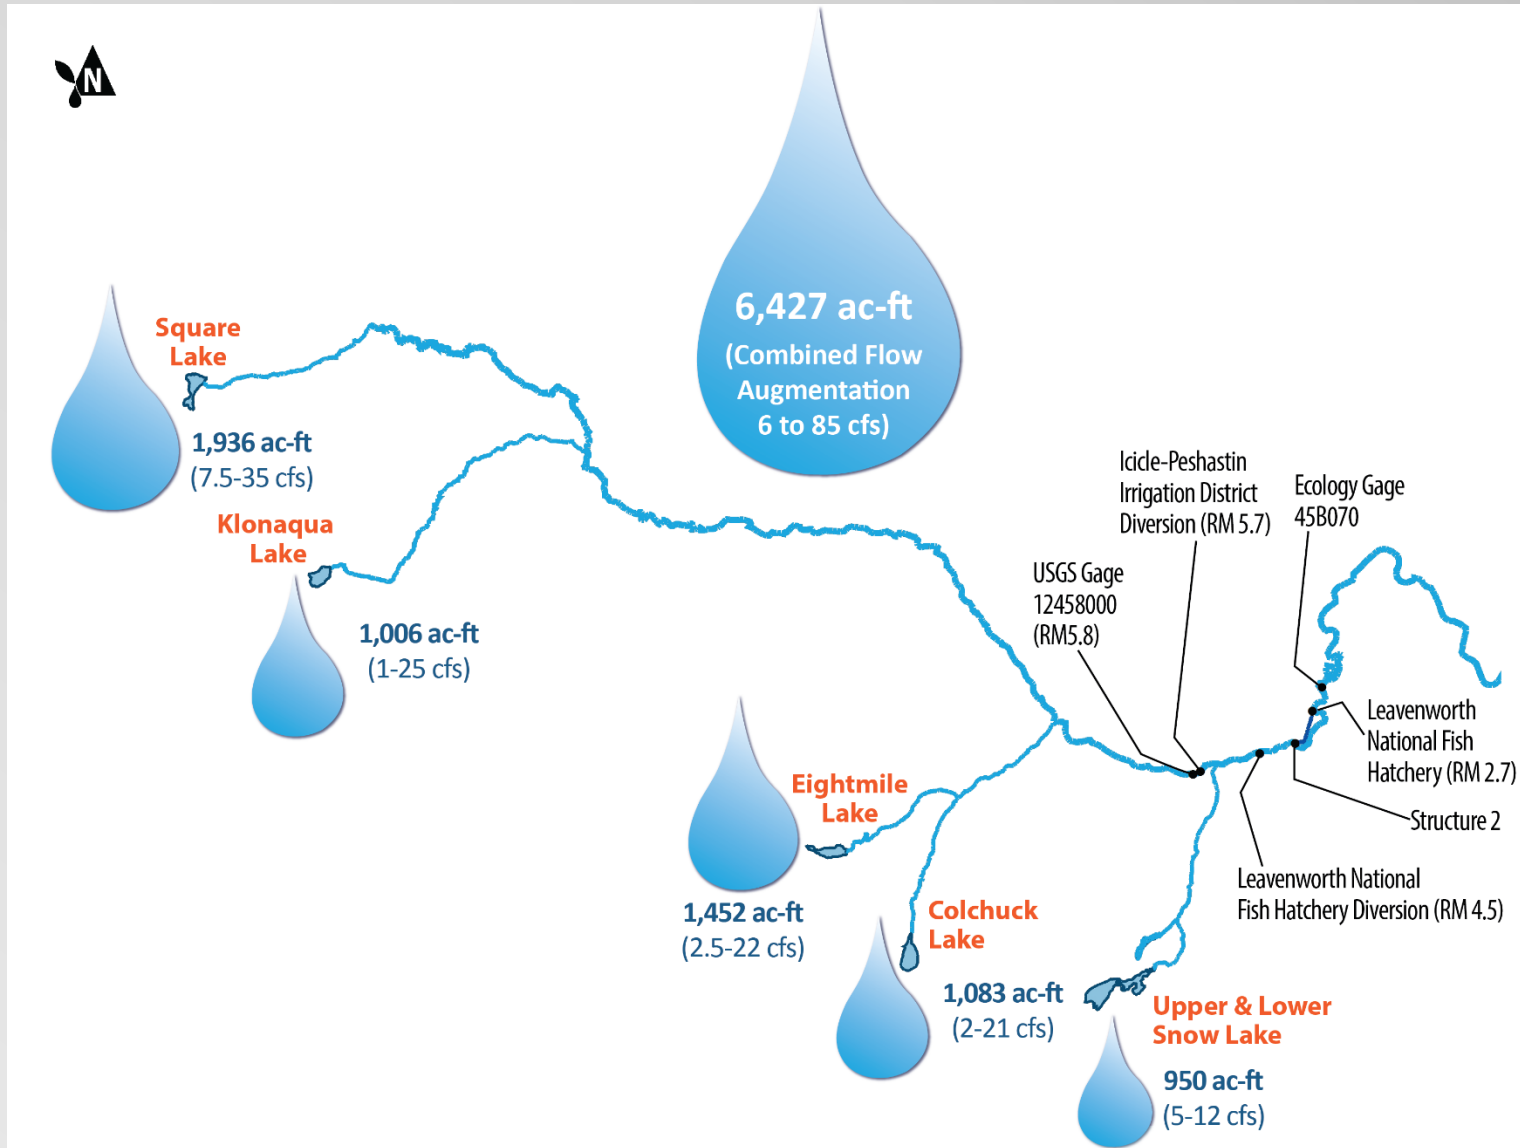 N
6,427 ac-ft
(Combined Flow
Augmentation
6 to 85 cfs)
Square
Lake
1,936 ac-ft
(7.5-35 cfs)
Klonaqua
Lake
1,006 ac-ft
(1-25 cfs)
Icicle-Peshastin
Irrigation District
Diversion (RM 5.7)
Ecology Gage
45B070
USGS Gage
12458000
(RM5.8)
Leavenworth
National Fish
Hatchery (RM 2.7)
Structure 2
Leavenworth National
Fish Hatchery Diversion (RM 4.5)
Eightmile
Lake
1,452 ac-ft
(2.5-22 cfs)
Colchuck
Lake
1,083 ac-ft
(2-21 cfs)
Upper & Lower
Snow Lake
950 ac-ft
(5-12 cfs)